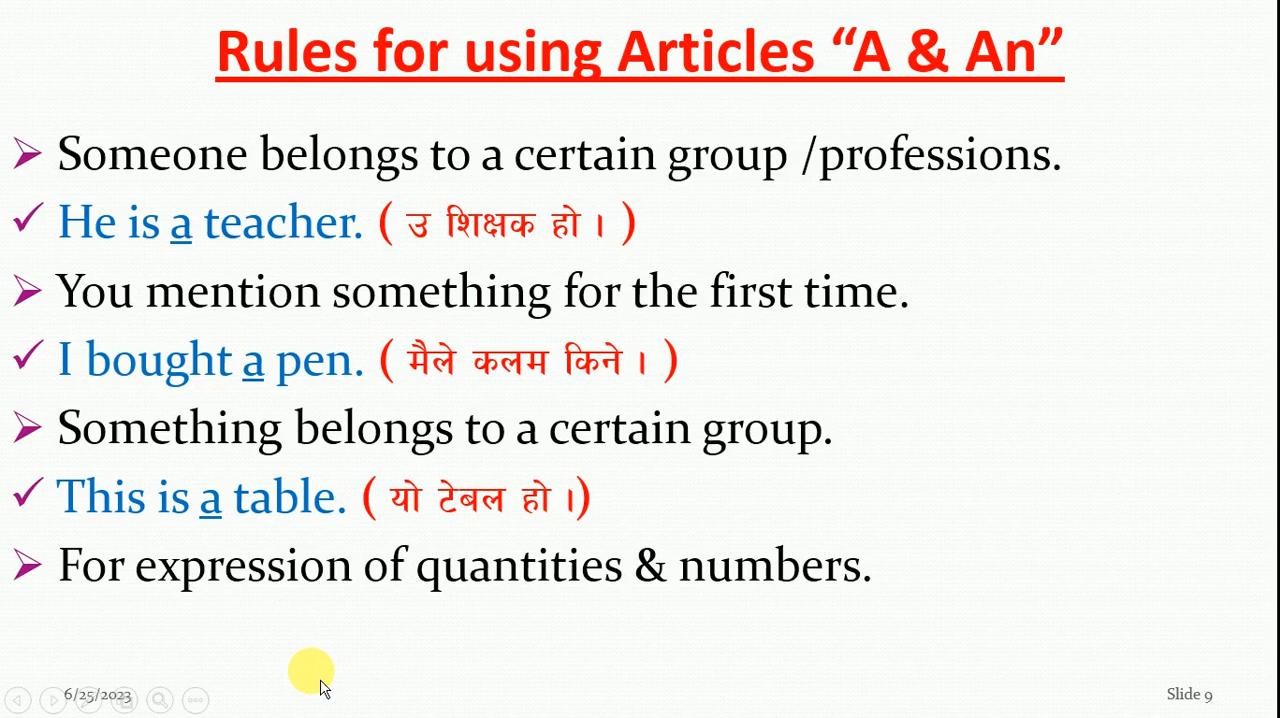 Rules for using Articles “A & An”
Someone belongs to a certain group /professions.
He is a teacher. ( उ शिक्षक हो । )
You mention something for the first time.
I bought a pen. ( मैले कलम किने । )
Something belongs to a certain group.
This is a table. ( यो टेबल हो ।)
For expression of quantities & numbers.
6/25/2023
Slide 9